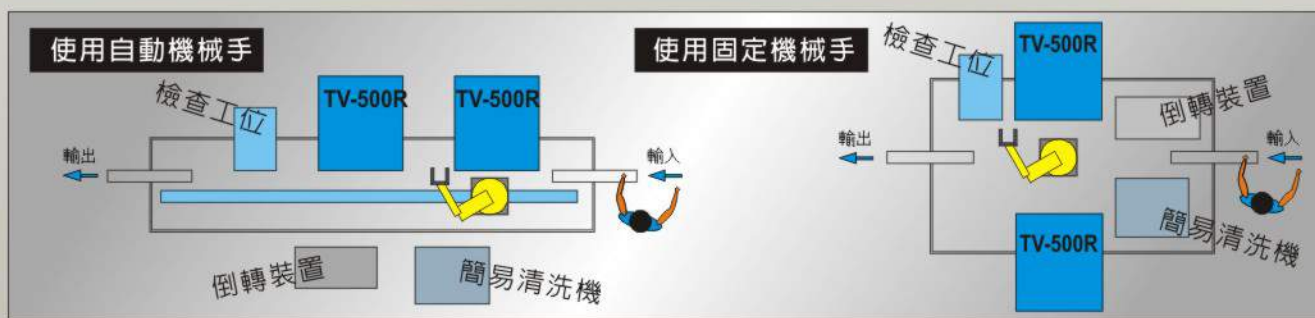 使用自動機械手
檢查工位
TV-500R
TV-500R
輸出
輸入
倒轉裝置
簡易清洗機
使用固定機械手
檢查工位
TV-500R
倒轉裝置
輸出
輸入
簡易清洗機
TV-500R